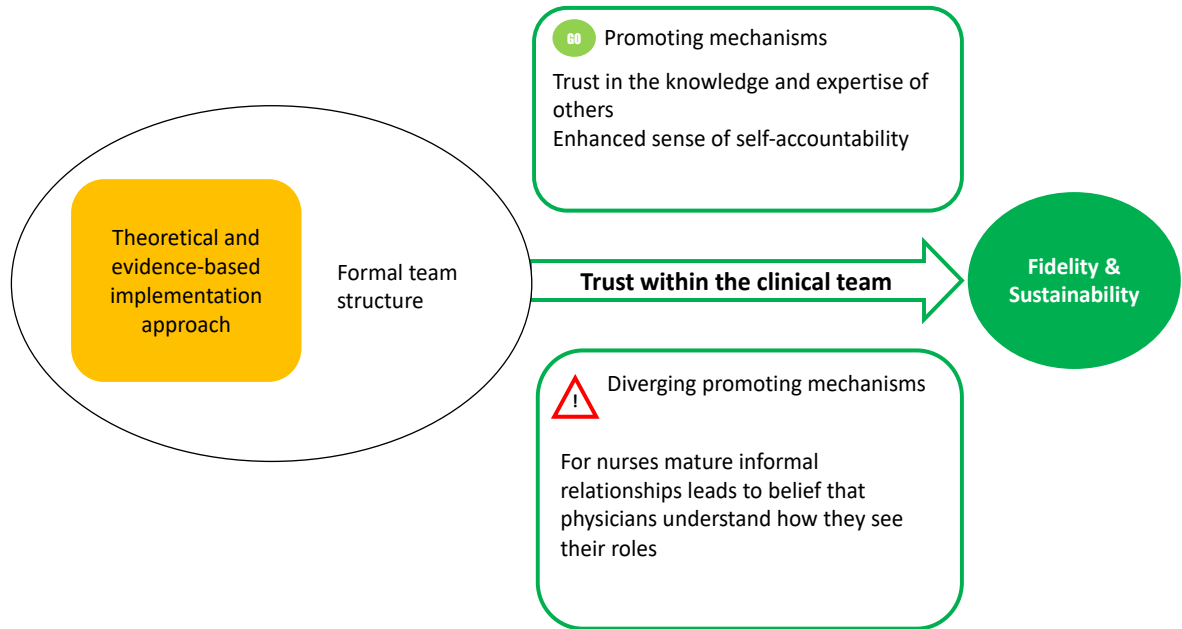 GO Promoting mechanisms
Trust in the knowledge and expertise of
others
Enhanced sense of self-accountability
Theoretical and
evidence-based
implementation
approach
Formal team
structure
Trust within the clinical team
Fidelity &
Sustainability
! Diverging promoting mechanisms
For nurses mature informal
relationships leads to belief that
physicians understand how they see
their roles